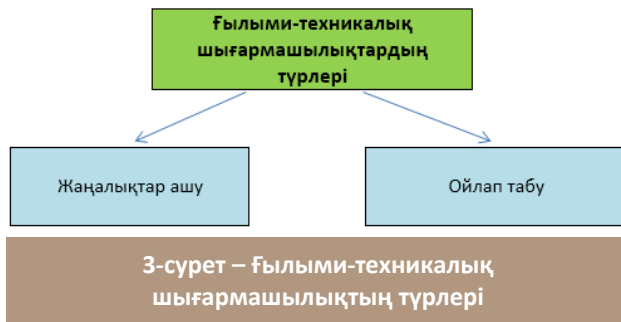 Ғылыми-техникалық
шығармашылықтардың
түрлері
Жаңалықтар ашу
Ойлап табу
3-сурет – Ғылыми-техникалық
шығармашылықтың түрлері